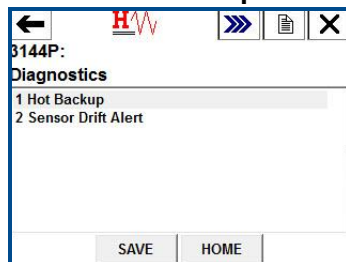 H
3144P:
Diagnostics
1 Hot Backup
2 Sensor Drift Alert
SAVE HOME